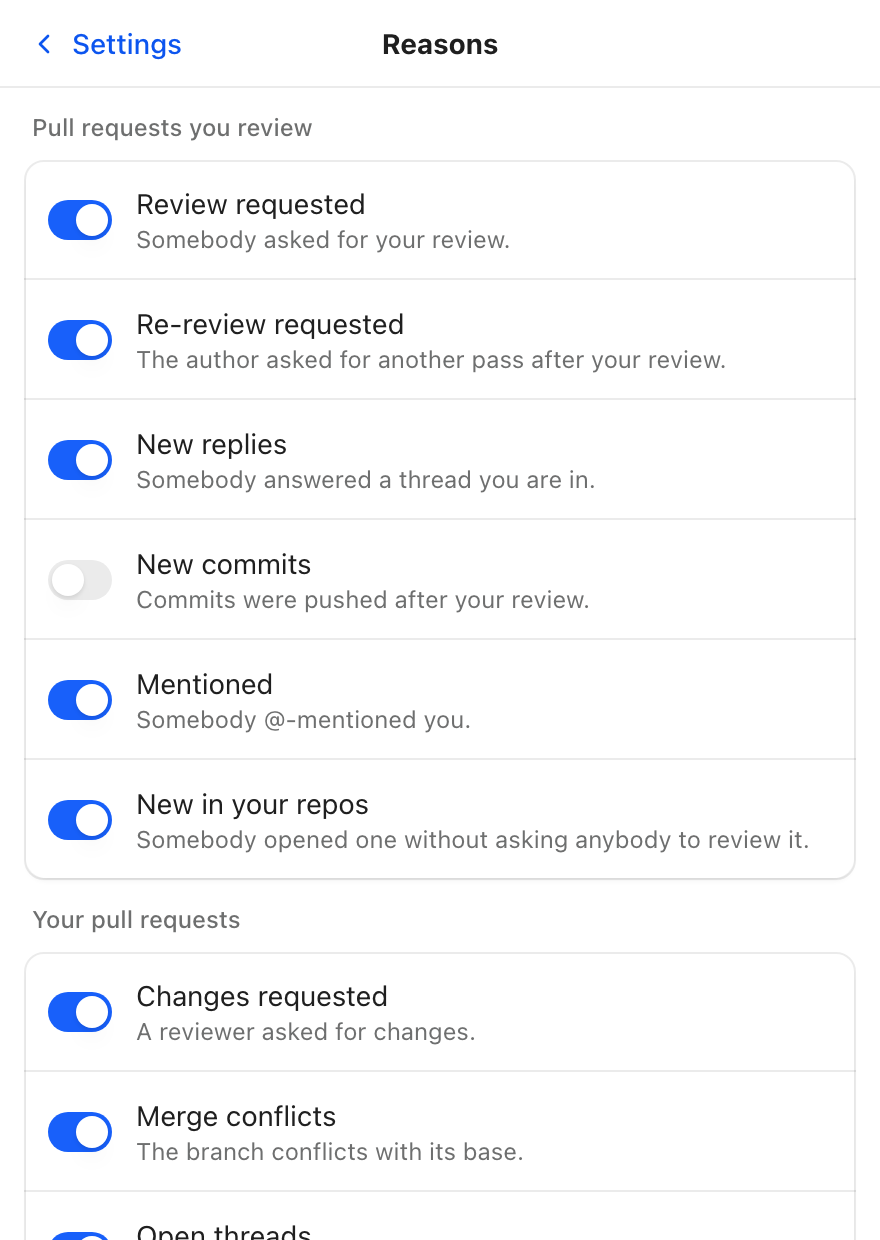 Settings
Reasons
Pull requests you review
Review requested
Somebody asked for your review.
Re-review requested
The author asked for another pass after your review.
New replies
Somebody answered a thread you are in.
New commits
Commits were pushed after your review.
Mentioned
Somebody @-mentioned you.
New in your repos
Somebody opened one without asking anybody to review it.
Your pull requests
Changes requested
A reviewer asked for changes.
Merge conflicts
The branch conflicts with its base.
Open threads